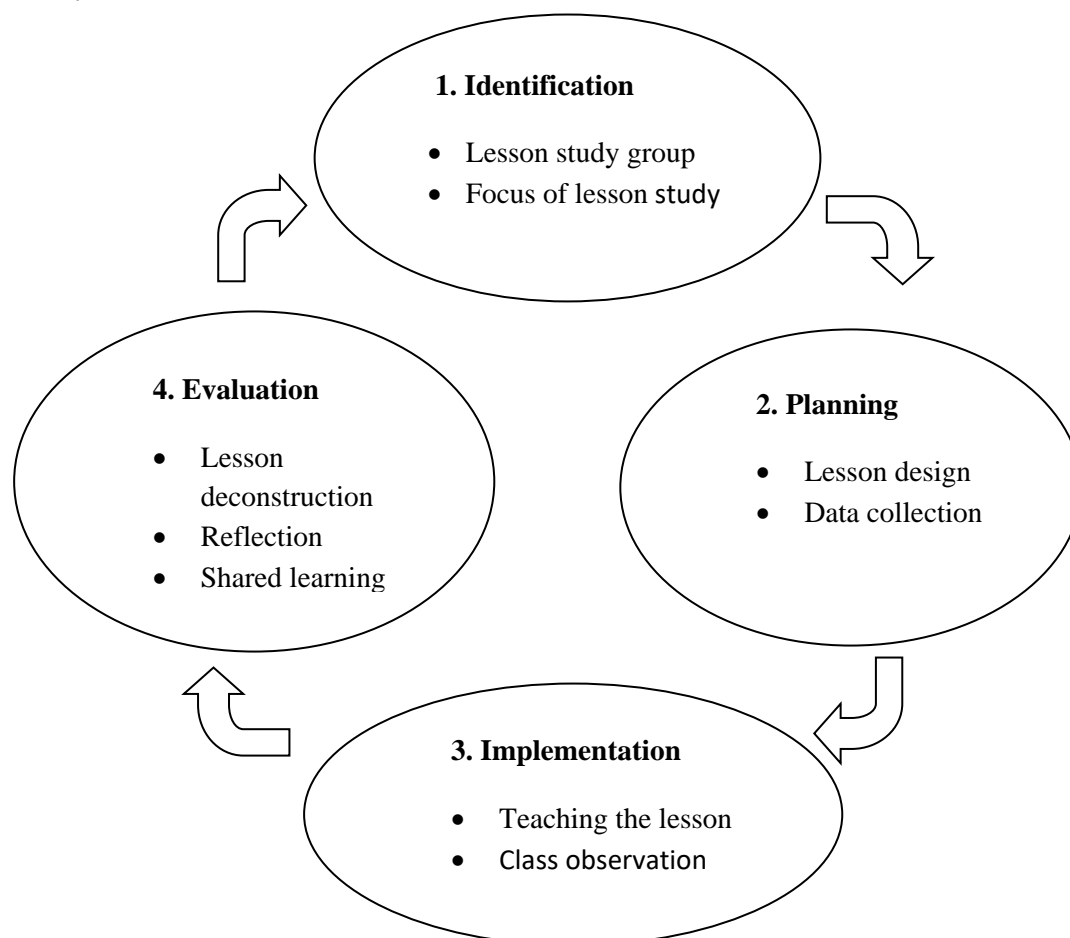 1. Identification
• Lesson study group
• Focus of lesson study
2. Planning
• Lesson design
• Data collection
3. Implementation
• Teaching the lesson
• Class observation
4. Evaluation
• Lesson
deconstruction
• Reflection
• Shared learning